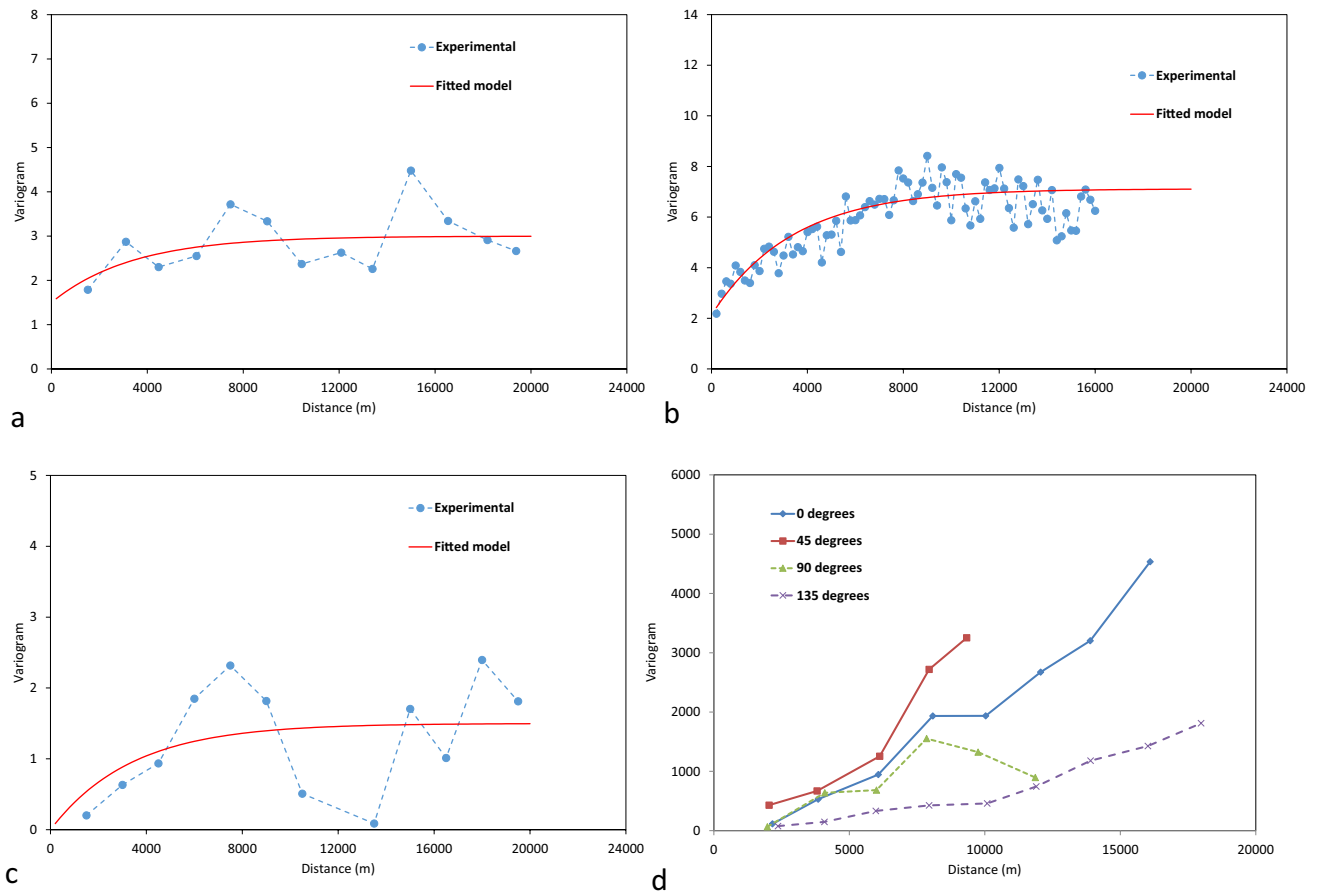 8
7
6
5
4
3
2
1
0
Variogram
Experimental
Fitted model
0 4000 8000 12000 16000 20000 24000
Distance (m)
a
14
12
10
8
6
4
2
0
Variogram
Experimental
Fitted model
0 4000 8000 12000 16000 20000 24000
Distance (m)
b
5
4
3
2
1
0
Variogram
Experimental
Fitted model
0 4000 8000 12000 16000 20000 24000
Distance (m)
c
6000
5000
4000
3000
2000
1000
0
Variogram
0 degrees
45 degrees
90 degrees
135 degrees
0 5000 10000 15000 20000
Distance (m)
d